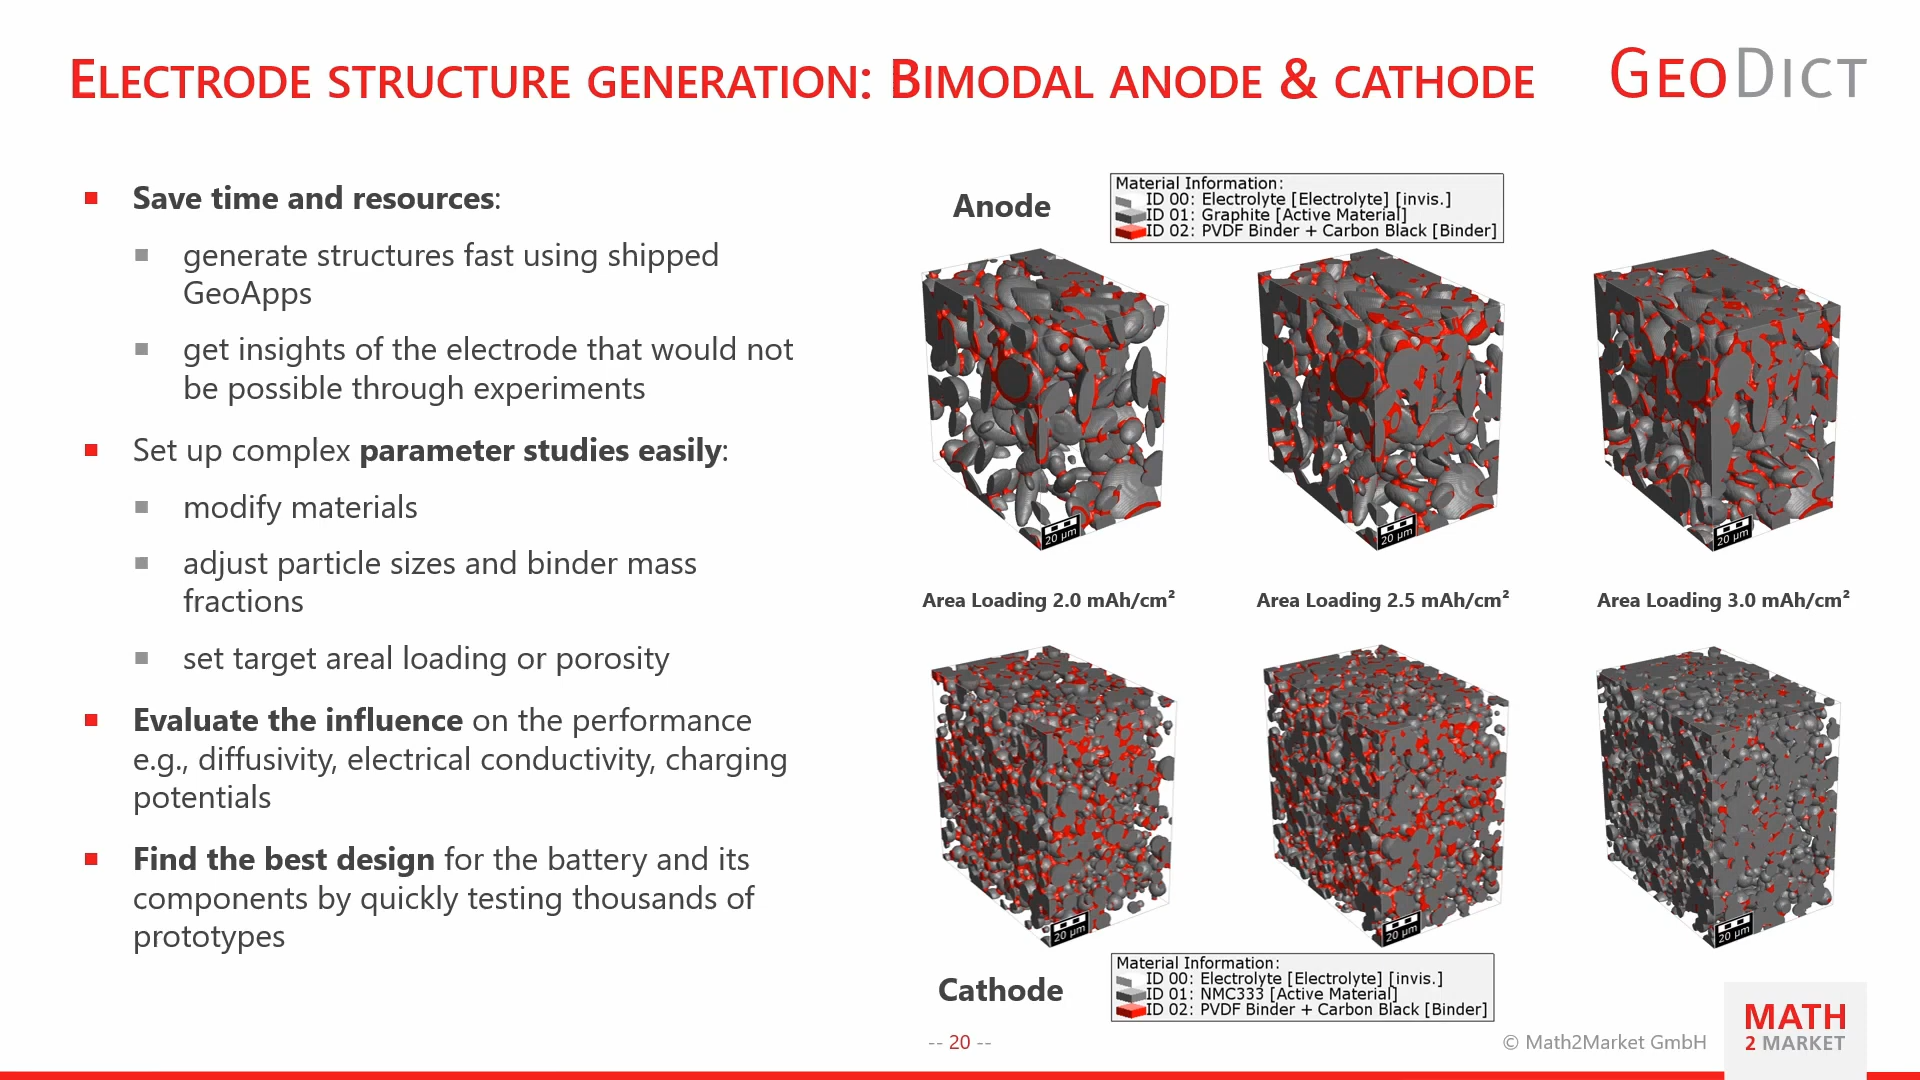 ELECTRODE STRUCTURE GENERATION: BIMODAL ANODE & CATHODE
GEODICT
Save time and resources:
generate structures fast using shipped
GeoApps
get insights of the electrode that would not
be possible through experiments
Set up complex parameter studies easily:
modify materials
adjust particle sizes and binder mass
fractions
set target areal loading or porosity
Evaluate the influence on the performance
e.g., diffusivity, electrical conductivity, charging
potentials
Find the best design for the battery and its
components by quickly testing thousands of
prototypes
Anode
Material Information:
ID 00: Electrolyte [Electrolyte] [invis.]
ID 01: Graphite [Active Material]
ID 02: PVDF Binder + Carbon Black [Binder]
20 µm
20 µm
20 µm
Area Loading 2.0 mAh/cm²
Area Loading 2.5 mAh/cm²
Area Loading 3.0 mAh/cm²
20 µm
20 µm
20 µm
Cathode
Material Information:
ID 00: Electrolyte [Electrolyte] [invis.]
ID 01: NMC333 [Active Material]
ID 02: PVDF Binder + Carbon Black [Binder]
-- 20 --
© Math2Market GmbH
MATH
2 MARKET